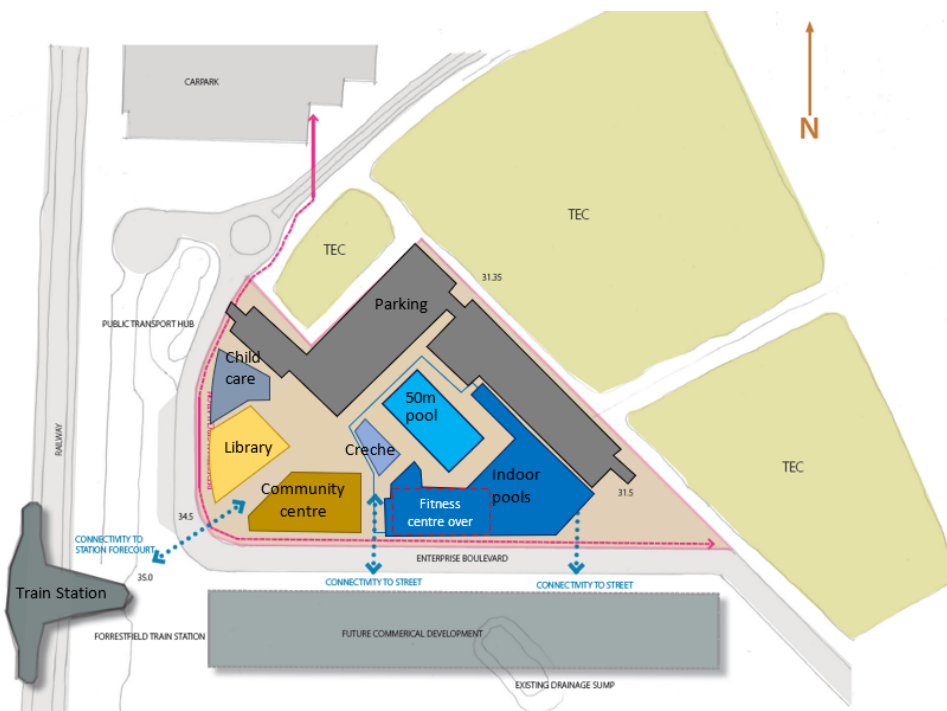 CARPARK
N
TEC
TEC
31.35
Parking
PUBLIC TRANSPORT HUB
Child
care
50m
pool
RAILWAY
Library
Creche
TEC
Indoor
pools
Community
centre
Fitness
centre over
31.5
34.5
CONNECTIVITY TO
STATION FORECOURT
ENTERPRISE BOULEVARD
35.0
CONNECTIVITY TO STREET
CONNECTIVITY TO STREET
Train Station
FORRESTFIELD TRAIN STATION
FUTURE COMMERICAL DEVELOPMENT
EXISTING DRAINAGE SUMP